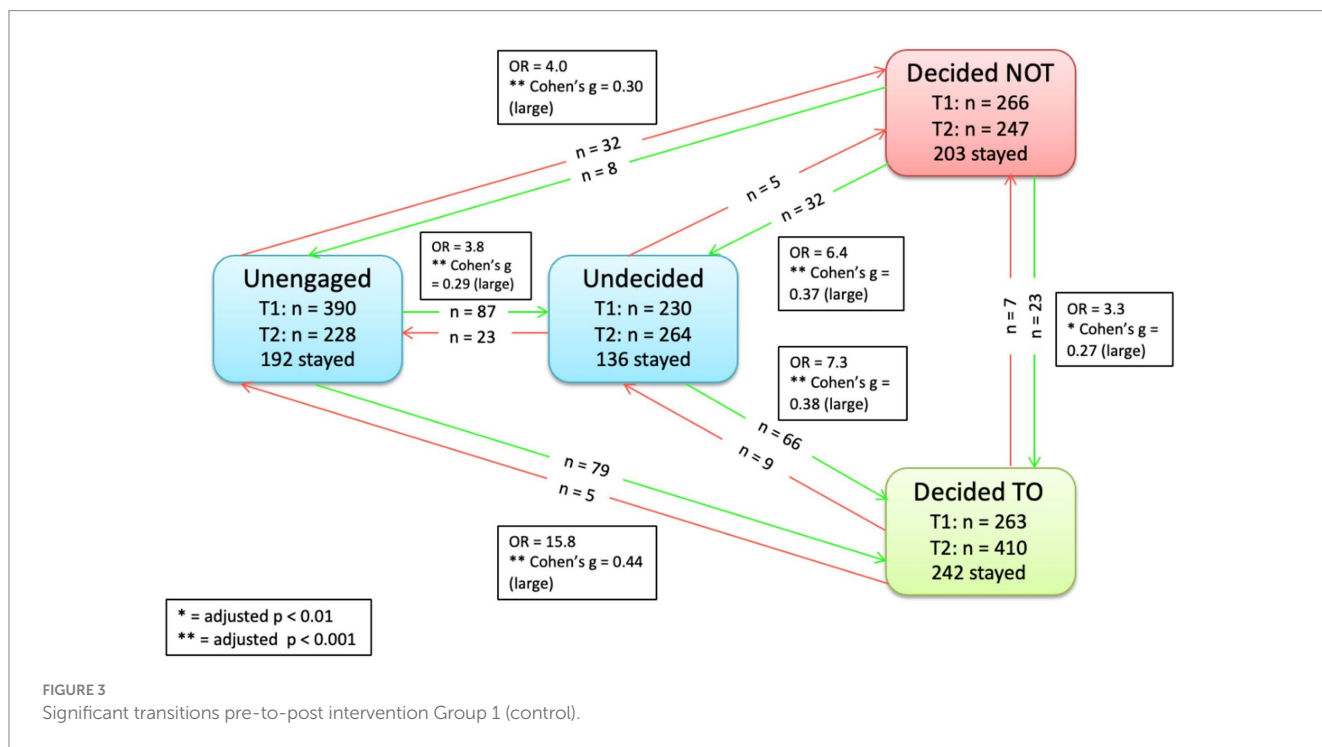 OR = 4.0
** Cohen's g = 0.30
(large)
Decided NOT
T1: n = 266
T2: n = 247
203 stayed
n = 32
n = 8
n = 5
n = 32
OR = 3.8
** Cohen's g
= 0.29 (large)
OR = 6.4
** Cohen's g =
0.37 (large)
Unengaged
T1: n = 390
T2: n = 228
192 stayed
n = 87
n = 23
Undecided
T1: n = 230
T2: n = 264
136 stayed
n = 7
n = 23
OR = 3.3
* Cohen's g =
0.27 (large)
OR = 7.3
** Cohen's g =
0.38 (large)
n = 66
n = 9
n = 79
n = 5
Decided TO
T1: n = 263
T2: n = 410
242 stayed
OR = 15.8
** Cohen's g = 0.44
(large)
* = adjusted p < 0.01
** = adjusted p < 0.001
FIGURE 3
Significant transitions pre-to-post intervention Group 1 (control).